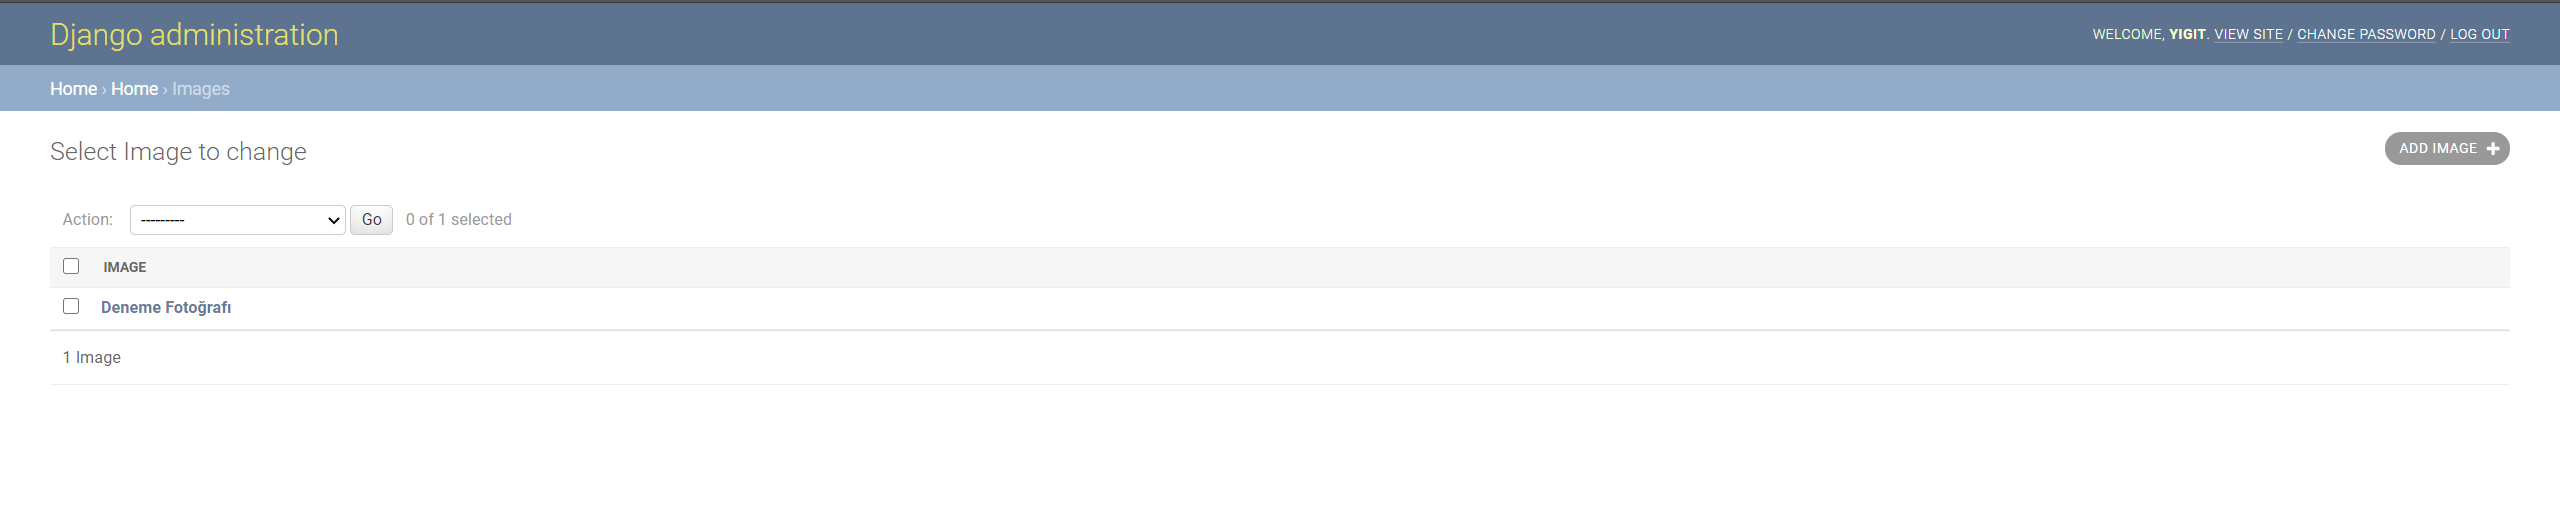 Django administration
WELCOME, YIGIT. VIEW SITE / CHANGE PASSWORD / LOG OUT
Home › Home › Images
Select Image to change
ADD IMAGE +
Action: --------- Go 0 of 1 selected
IMAGE
Deneme Fotoğrafı
1 Image